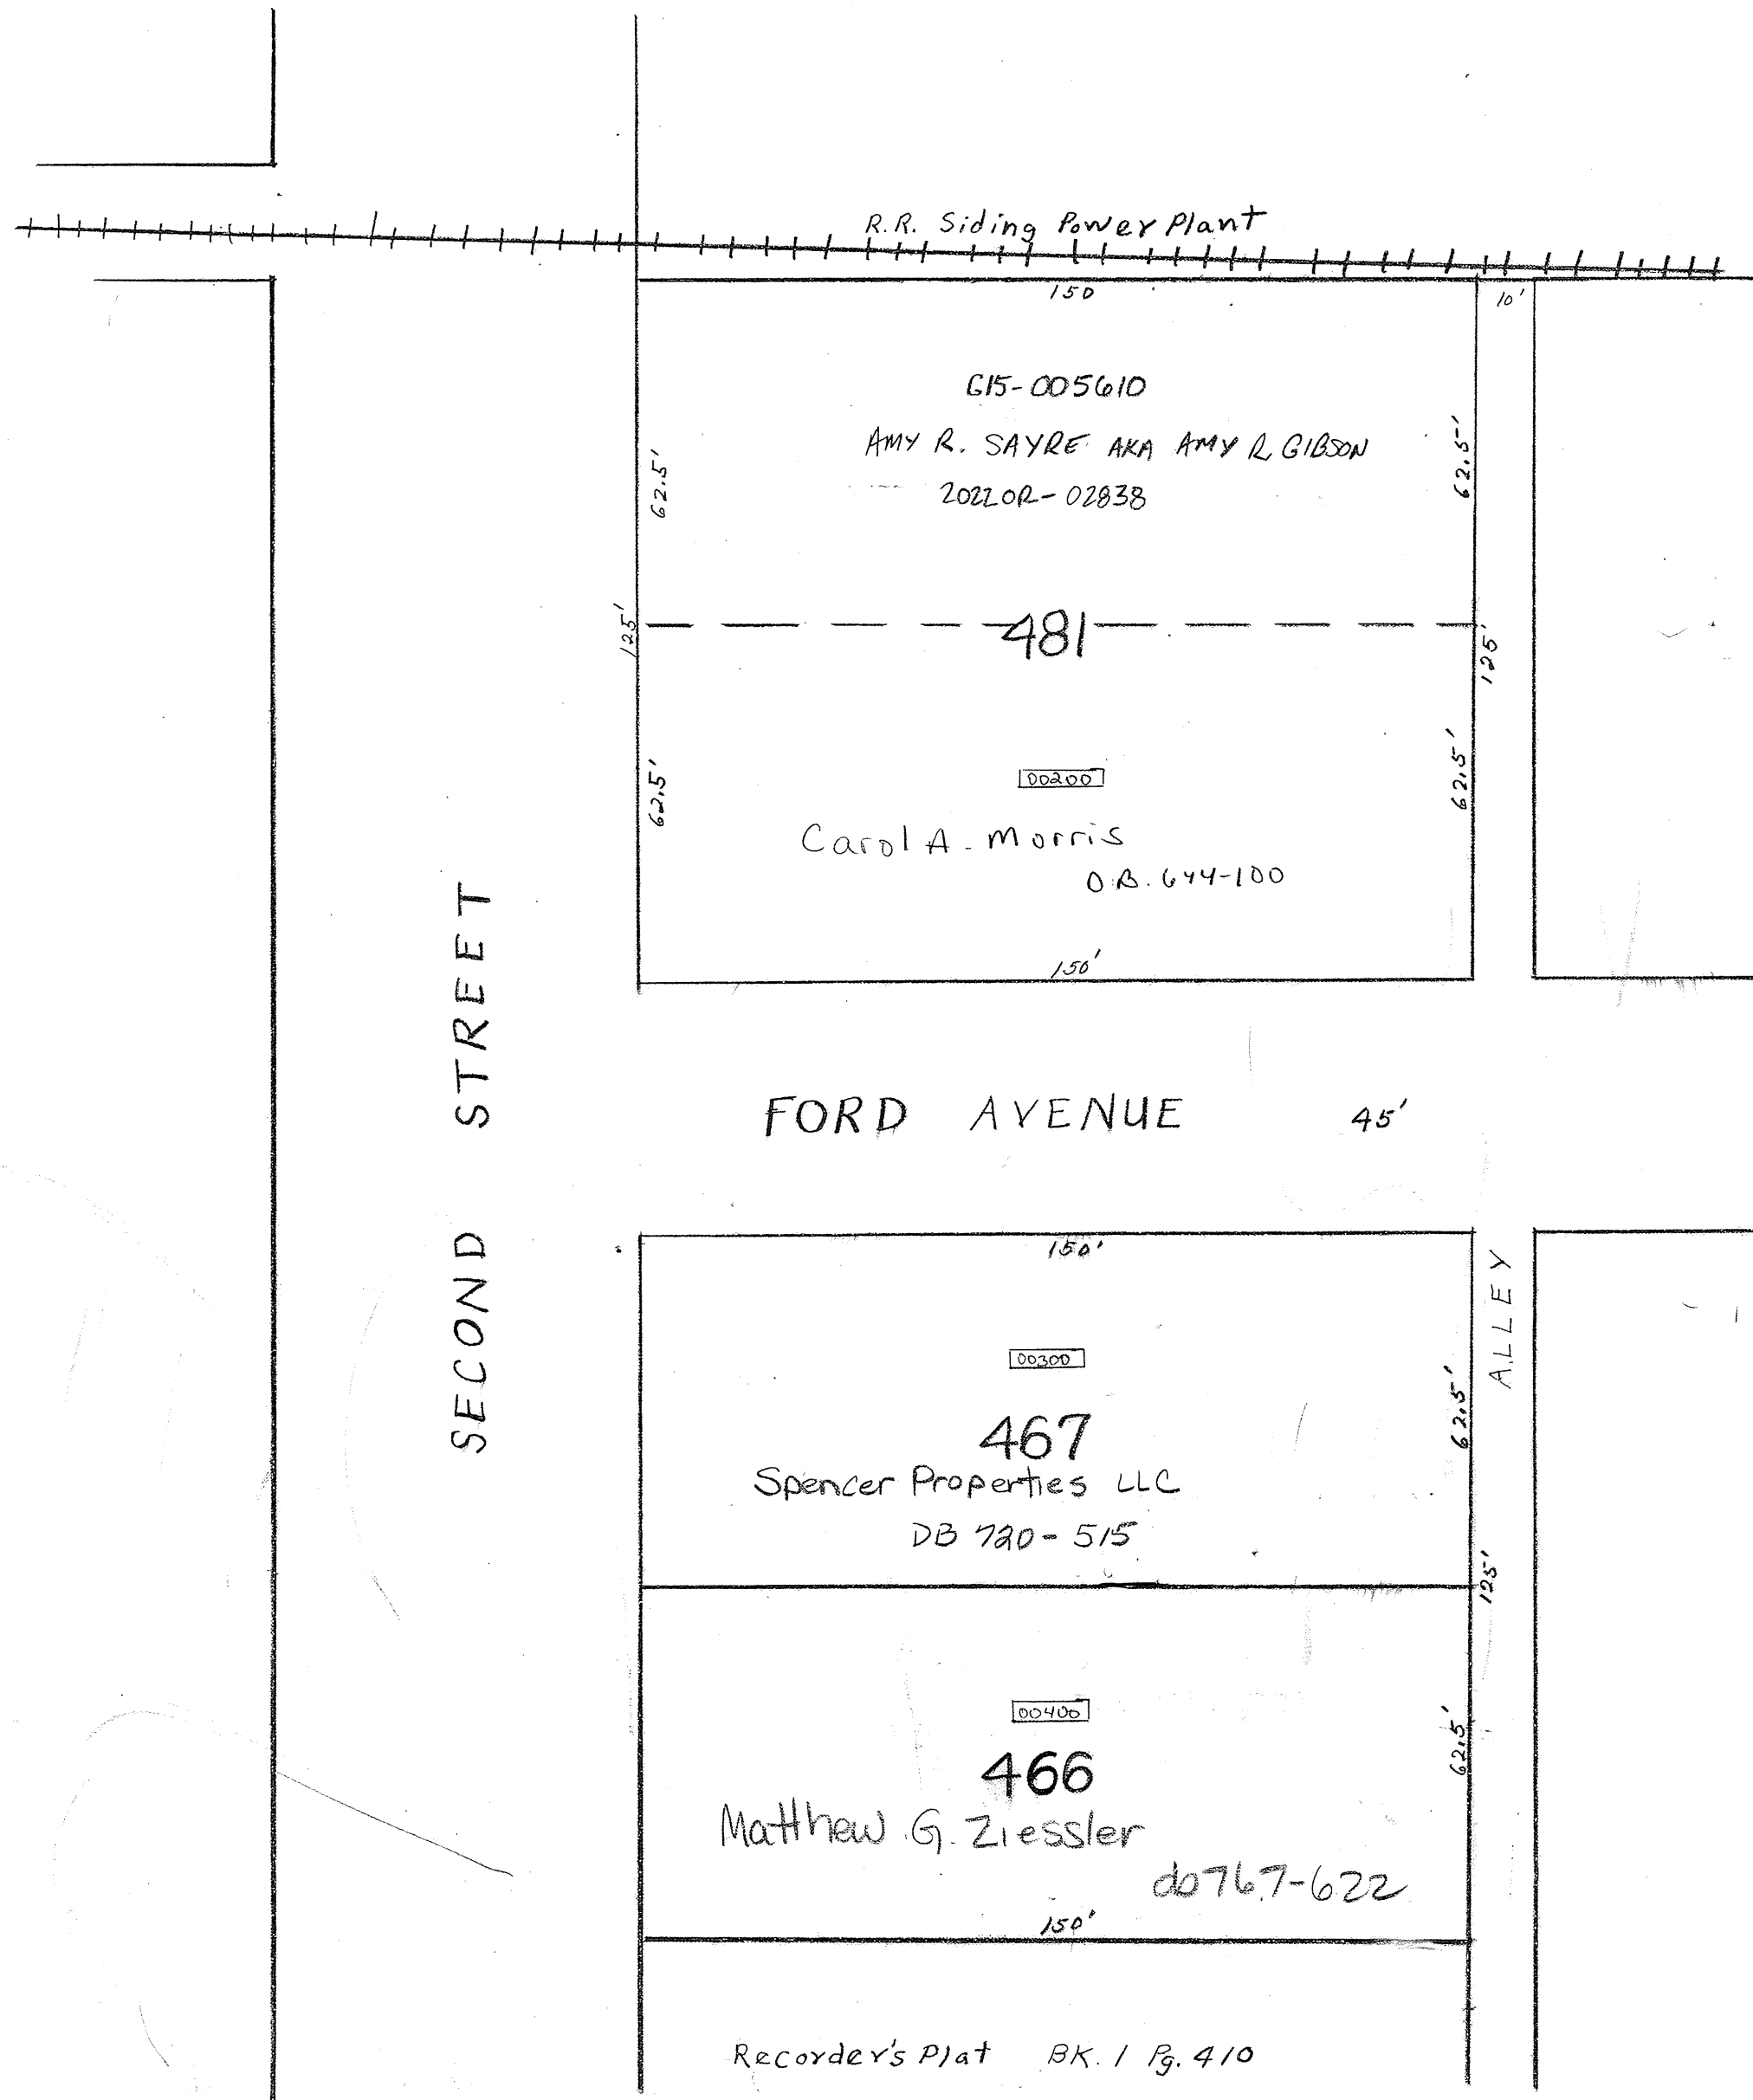 R.R. Siding Power Plant
150
10'
G15-005610
AMY R. SAYRE AKA AMY R. GIBSON
2022OR-02838
62.5'
62.5'
125'
481
125'
62.5'
62.5'
00200
Carol A. Morris
O.B. 644-100
150'
SECOND STREET
FORD AVENUE 45'
150'
ALLEY
00300
62.5'
467
Spencer Properties LLC
DB 720-515
125'
00400
62.5'
466
Matthew G. Ziessler
do767-622
150'
Recorder's Plat BK. 1 Pg. 410